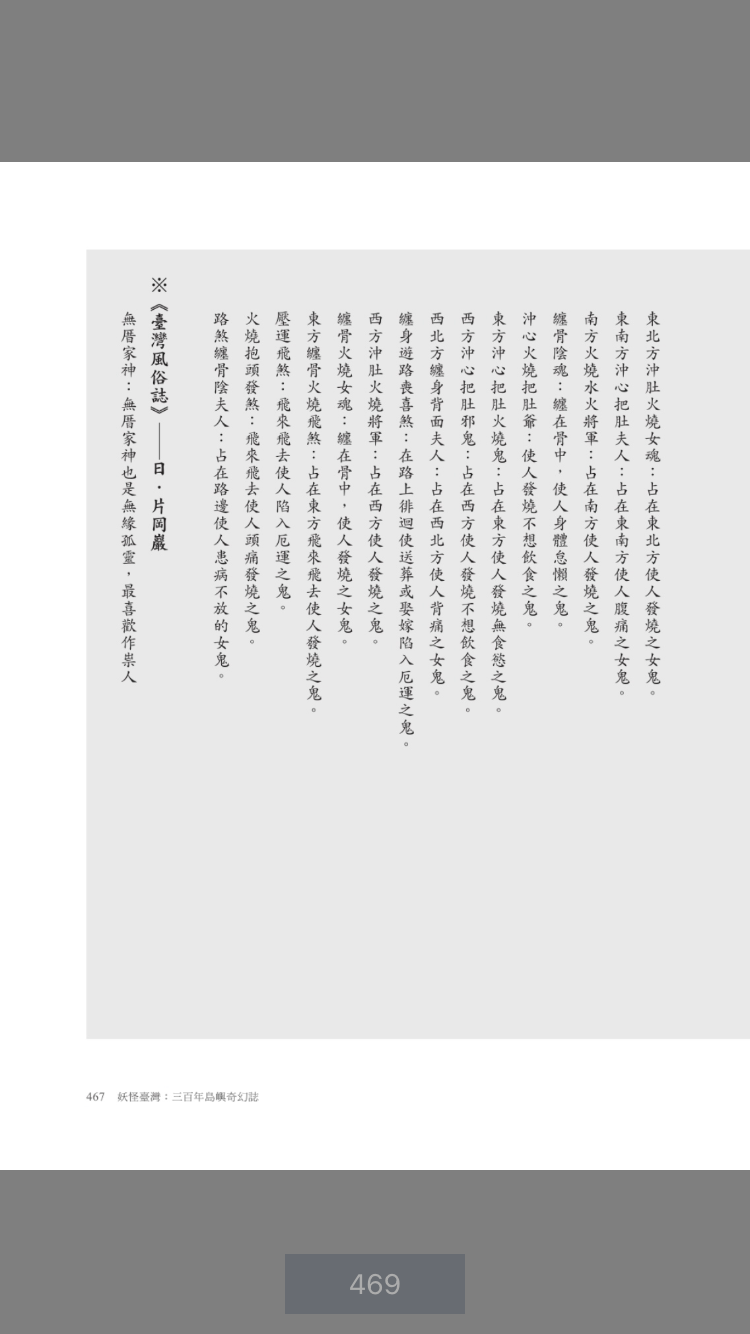 東北方沖肚火燒女魂：占在東北方使人發燒之女鬼。
東南方沖心把肚夫人：占在東南方使人腹痛之女鬼。
南方火燒水火將軍：占在南方使人發燒之鬼。
纏骨陰魂：纏在骨中，使人身體怠懶之鬼。
沖心火燒把肚爺：使人發燒不想飲食之鬼。
東方沖心把肚火燒鬼：占在東方使人發燒無食慾之鬼。
西方沖心把肚邪鬼：占在西方使人發燒不想飲食之鬼。
西北方纏身背面夫人：占在西北方使人背痛之女鬼。
纏身遊路喪喜煞：在路上徘徊使送葬或娶嫁陷入厄運之鬼。
西方沖肚火燒將軍：占在西方使人發燒之鬼。
纏骨火燒女魂：纏在骨中，使人發燒之女鬼。
東方纏骨火燒飛煞：占在東方飛來飛去使人發燒之鬼。
壓運飛煞：飛來飛去使人陷入厄運之鬼。
火燒抱頭發煞：飛來飛去使人頭痛發燒之鬼。
路煞纏骨陰夫人：占在路邊使人患病不放的女鬼。
※《臺灣風俗誌》——日．片岡巖
無厝家神：無厝家神也是無緣孤靈，最喜歡作祟人
467 妖怪臺灣：三百年島嶼奇幻誌
469